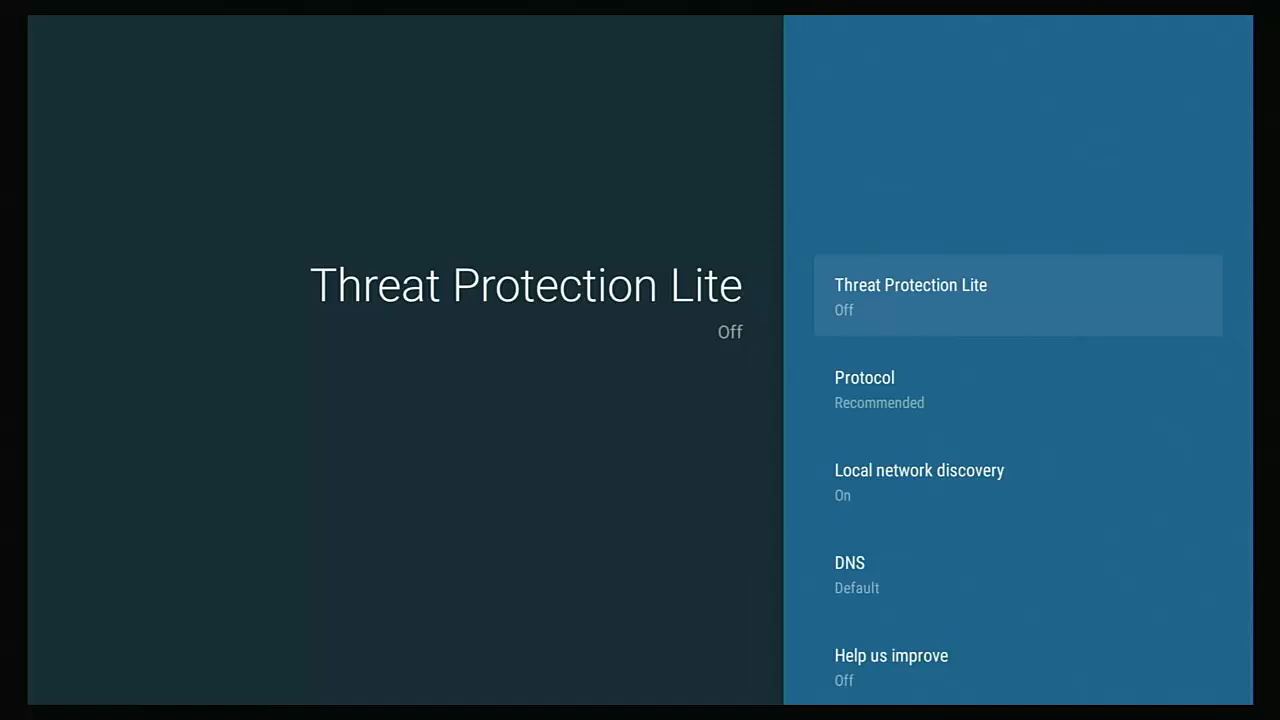 Threat Protection Lite
Off
Threat Protection Lite
Off
Protocol
Recommended
Local network discovery
On
DNS
Default
Help us improve
Off